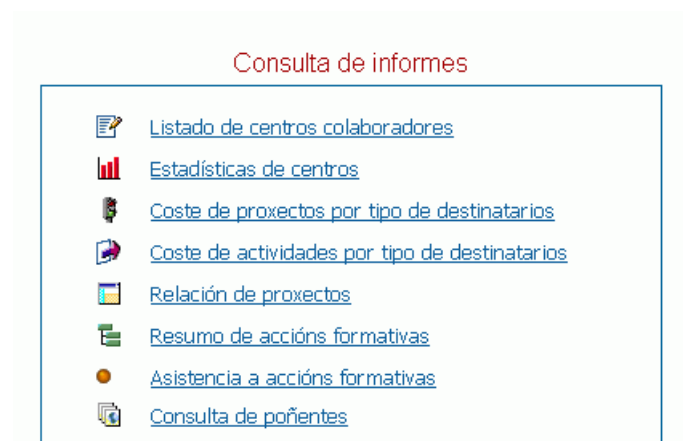 Consulta de informes
Listado de centros colaboradores
Estadísticas de centros
Coste de proxectos por tipo de destinatarios
Coste de actividades por tipo de destinatarios
Relación de proxectos
Resumo de accións formativas
Asistencia a accións formativas
Consulta de poñentes